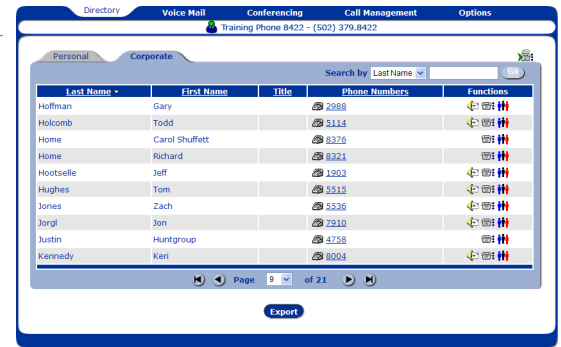 Directory Voice Mail Conferencing Call Management Options
Training Phone 8422 - (502) 379.8422
Personal Corporate
Search by Last Name Go
Last Name First Name Title Phone Numbers Functions
Hoffman Gary 2988
Holcomb Todd 5114
Home Carol Shuffett 8376
Home Richard 8321
Hootselle Jeff 1903
Hughes Tom 5515
Jones Zach 5536
Jorgl Jon 7910
Justin Huntgroup 4758
Kennedy Keri 8004
Page 9 of 21
Export